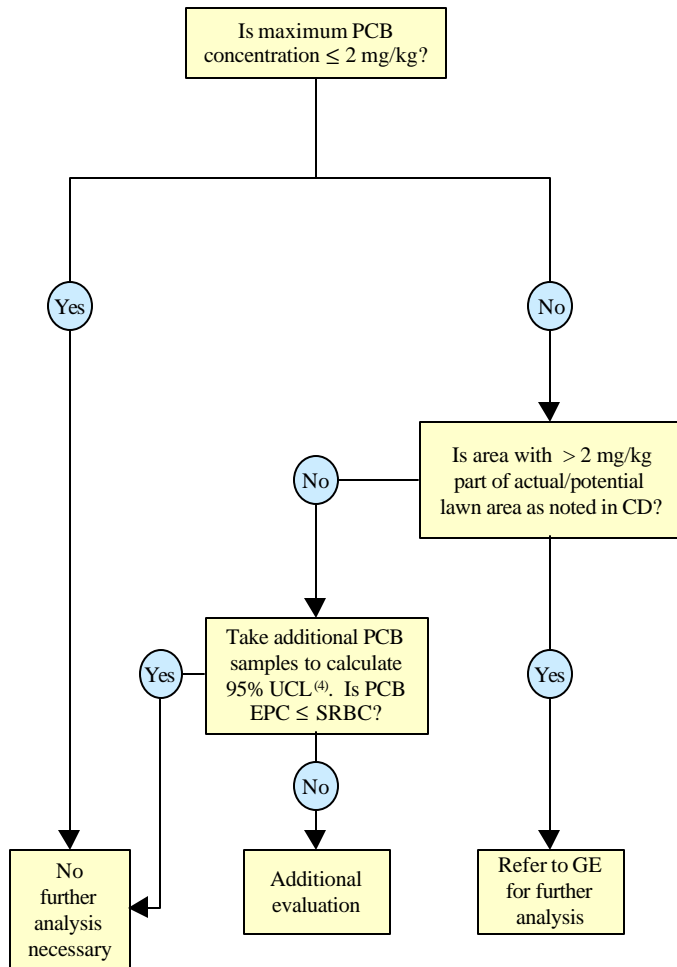 Is maximum PCB
concentration ≤ 2 mg/kg?
Yes
No
Is area with > 2 mg/kg
part of actual/potential
lawn area as noted in CD?
No
Take additional PCB
samples to calculate
95% UCL(4). Is PCB
EPC ≤ SRBC?
Yes
Yes
No
No
further
analysis
necessary
Additional
evaluation
Refer to GE
for further
analysis